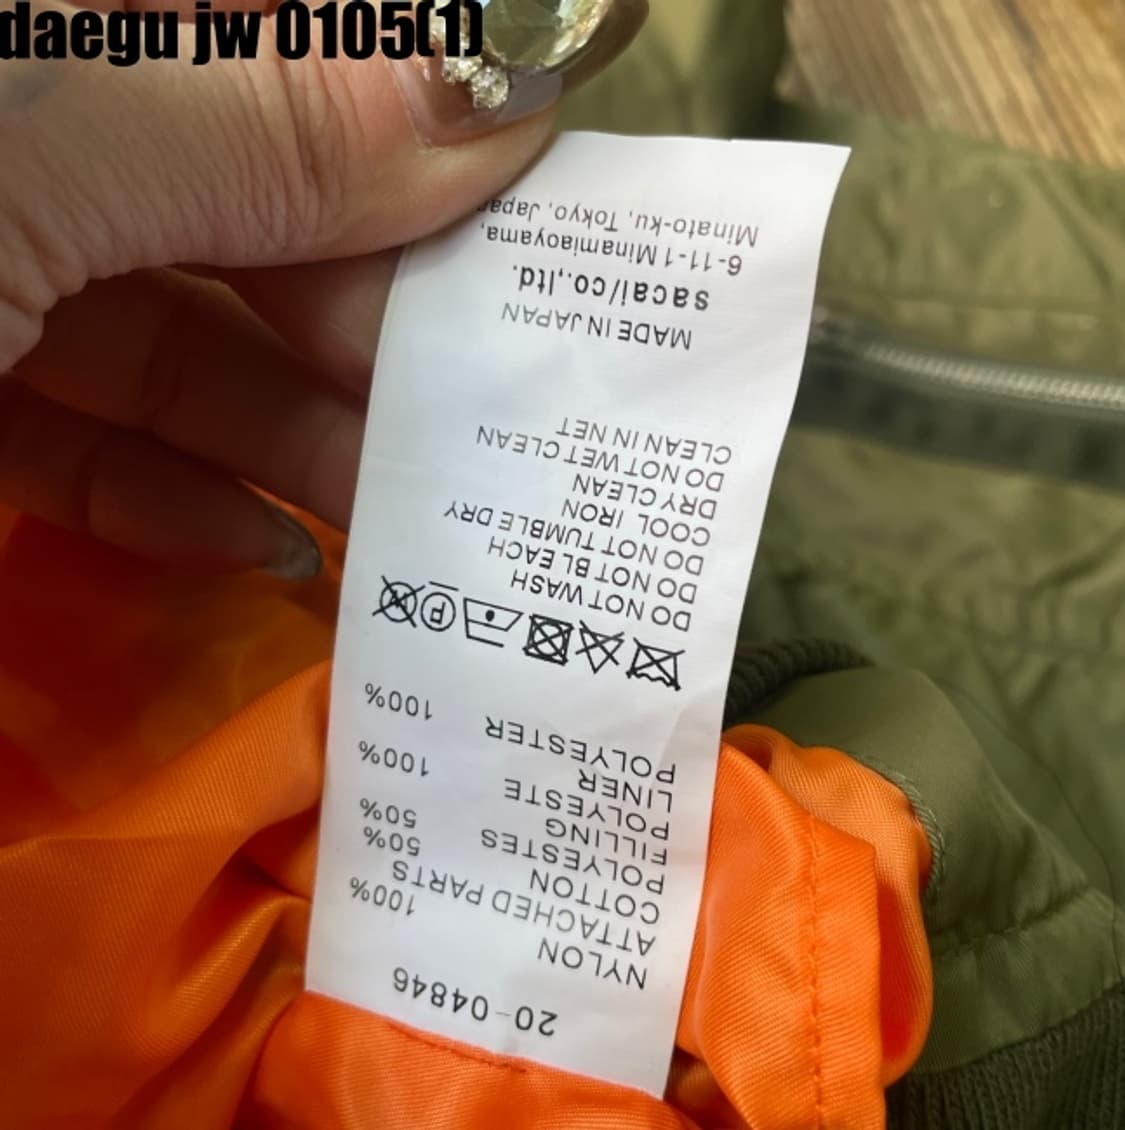 daegu jw 0105(1)
20-04846
NYLON 100%
ATTACHED PARTS
COTTON 50%
POLYESTES 50%
FILLING
POLYESTE 100%
LINER
POLYESTER 100%
DO NOT WASH
DO NOT BLEACH
DO NOT TUMBLE DRY
COOL IRON
DRY CLEAN
DO NOT WET CLEAN
CLEAN IN NET
MADE IN JAPAN
sacai/co.,ltd.
6-11-1 Minamiaoyama,
Minato-ku, Tokyo, Japan